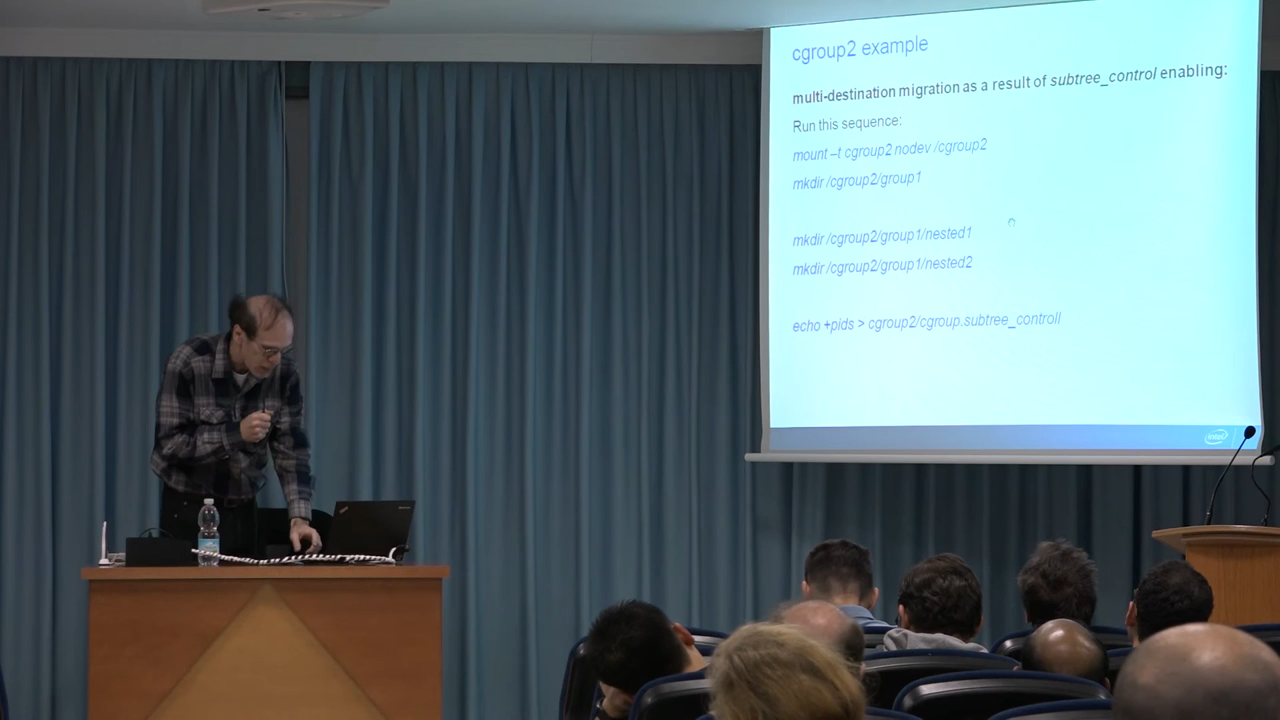 cgroup2 example
multi-destination migration as a result of subtree_control enabling:
Run this sequence:
mount –t cgroup2 nodev /cgroup2
mkdir /cgroup2/group1
mkdir /cgroup2/group1/nested1
mkdir /cgroup2/group1/nested2
echo +pids > cgroup2/cgroup.subtree_controll
intel